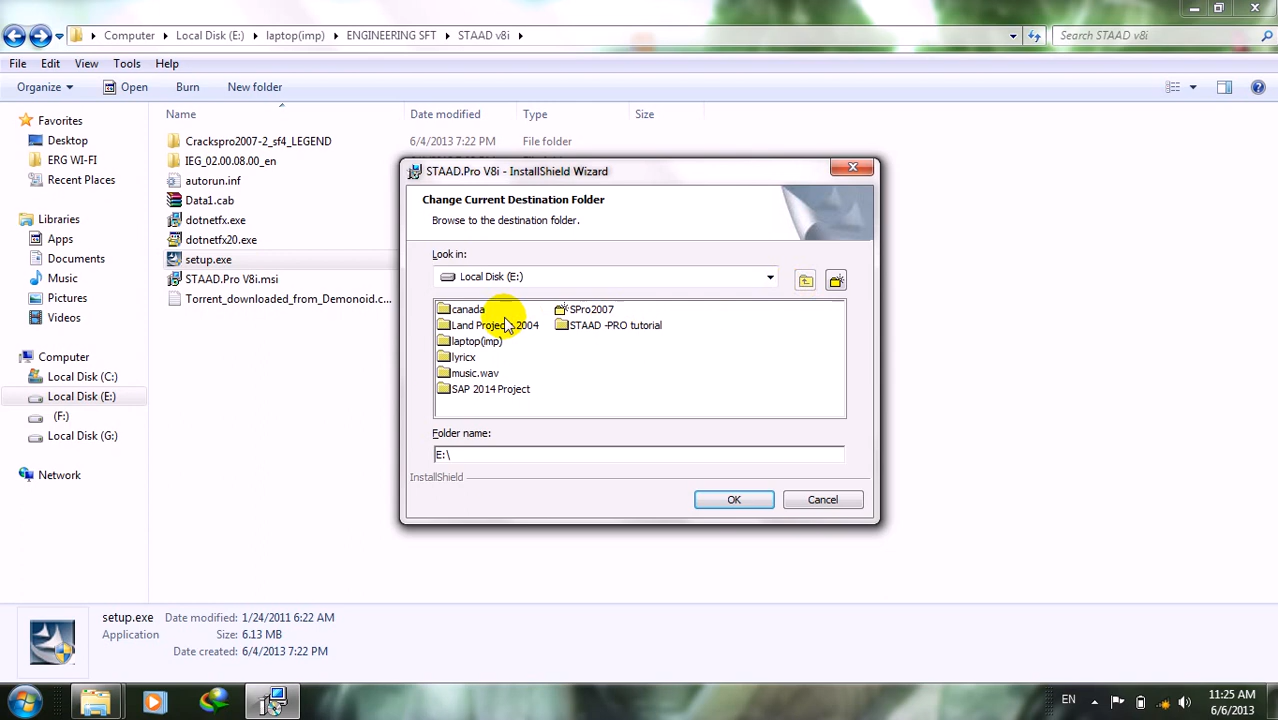 Computer ▸ Local Disk (E:) ▸ laptop(imp) ▸ ENGINEERING SFT ▸ STAAD v8i
Search STAAD v8i
File Edit View Tools Help
Organize Open Burn New folder
Name Date modified Type Size
Favorites
Desktop
ERG WI-FI
Recent Places
Libraries
Apps
Documents
Music
Pictures
Videos
Computer
Local Disk (C:)
Local Disk (E:)
(F:)
Local Disk (G:)
Network
Crackspro2007-2_sf4_LEGEND 6/4/2013 7:22 PM File folder
IEG_02.00.08.00_en
autorun.inf
Data1.cab
dotnetfx.exe
dotnetfx20.exe
setup.exe
STAAD.Pro V8i.msi
Torrent_downloaded_from_Demonoid.c...
STAAD.Pro V8i - InstallShield Wizard
Change Current Destination Folder
Browse to the destination folder.
Look in:
Local Disk (E:)
canada
Land Projec 2004
laptop(imp)
lyricx
music.wav
SAP 2014 Project
SPro2007
STAAD -PRO tutorial
Folder name:
E:\
InstallShield
OK Cancel
setup.exe Date modified: 1/24/2011 6:22 AM
Application Size: 6.13 MB
Date created: 6/4/2013 7:22 PM
EN
11:25 AM
6/6/2013